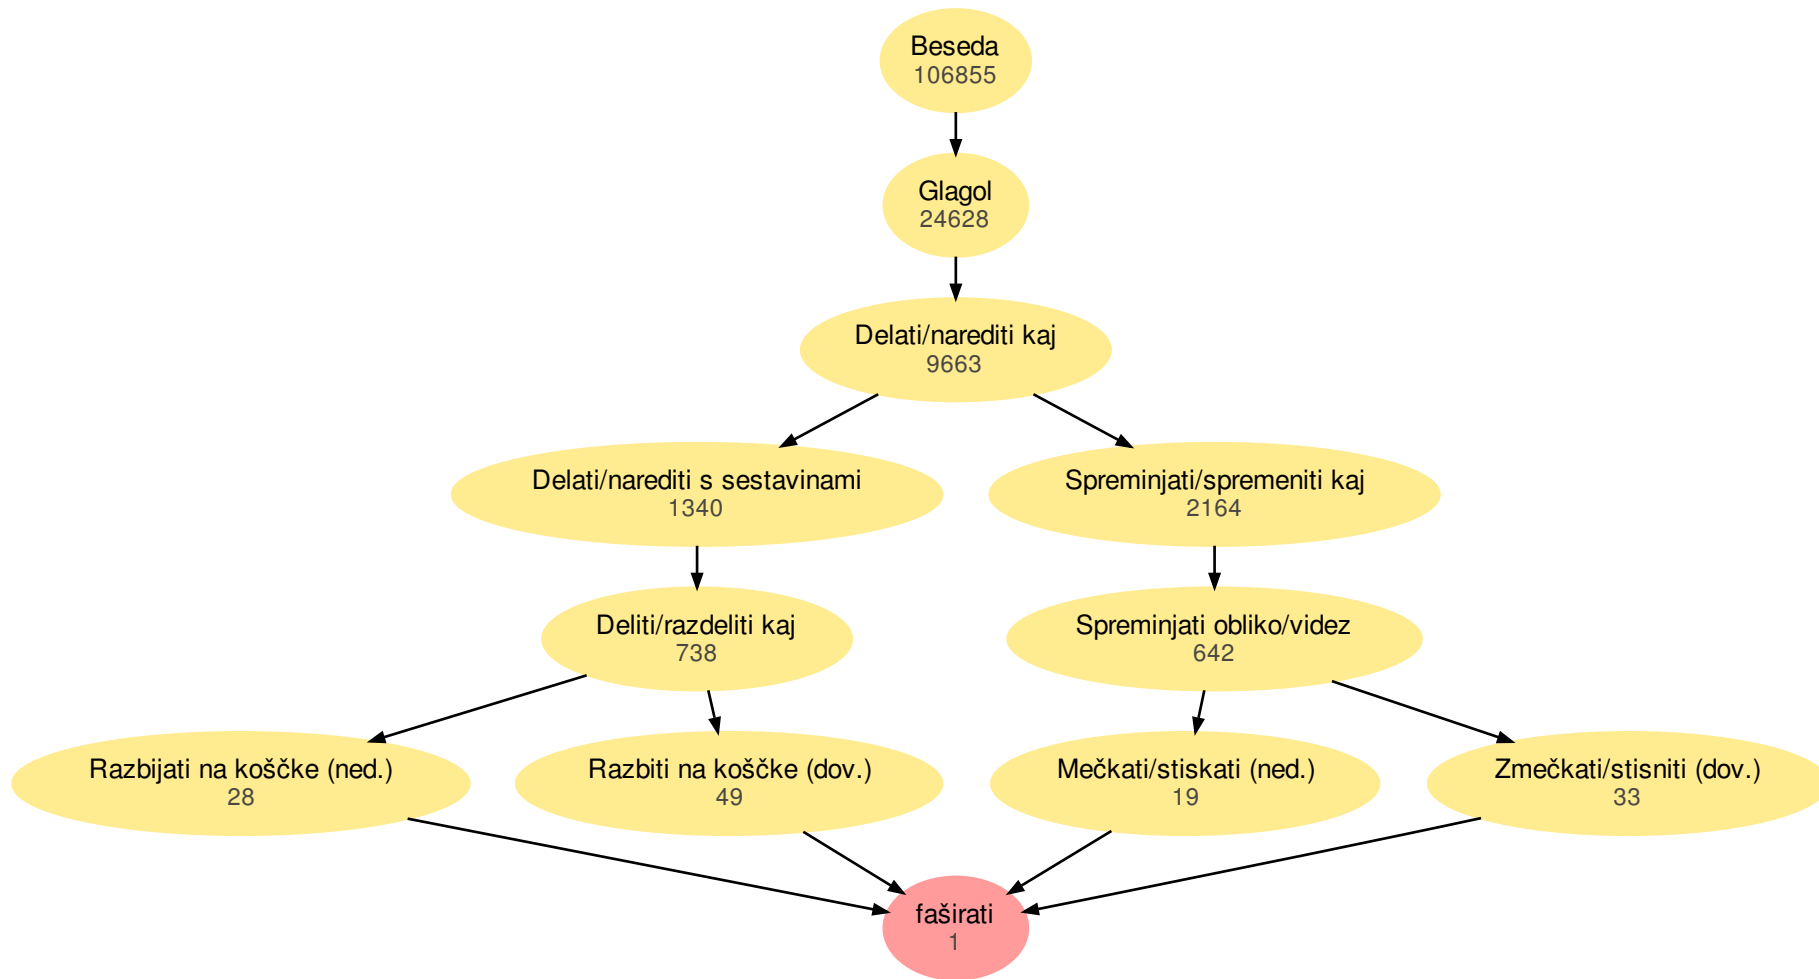 Beseda
106855
Glagol
24628
Delati/narediti kaj
9663
Delati/narediti s sestavinami
1340
Spreminjati/spremeniti kaj
2164
Deliti/razdeliti kaj
738
Spreminjati obliko/videz
642
Razbijati na koščke (ned.)
28
Razbiti na koščke (dov.)
49
Mečkati/stiskati (ned.)
19
Zmečkati/stisniti (dov.)
33
faširati
1